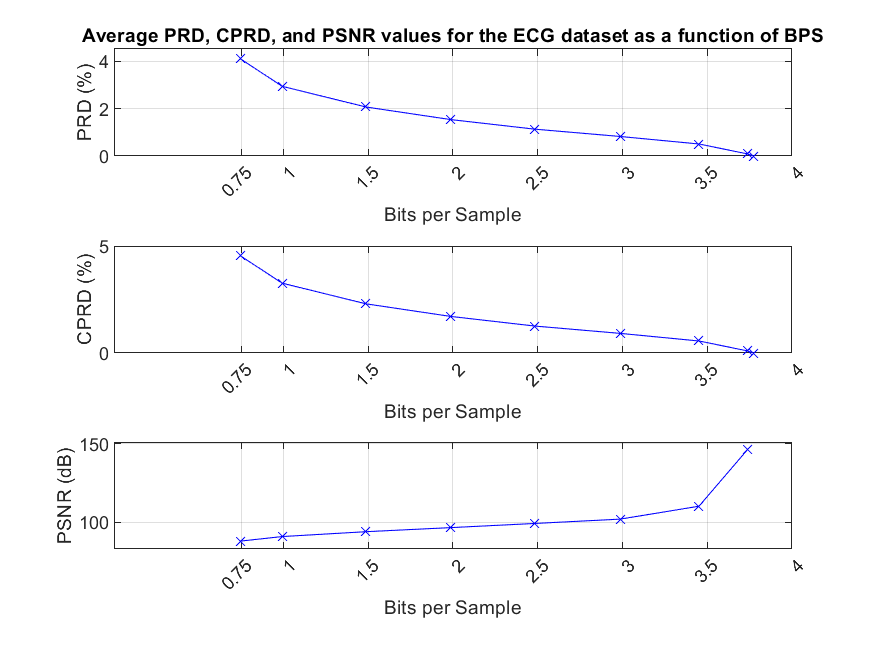 Average PRD, CPRD, and PSNR values for the ECG dataset as a function of BPS
PRD (%)
4
2
0
0.75 1 1.5 2 2.5 3 3.5 4
Bits per Sample
CPRD (%)
5
0
0.75 1 1.5 2 2.5 3 3.5 4
Bits per Sample
PSNR (dB)
150
100
0.75 1 1.5 2 2.5 3 3.5 4
Bits per Sample